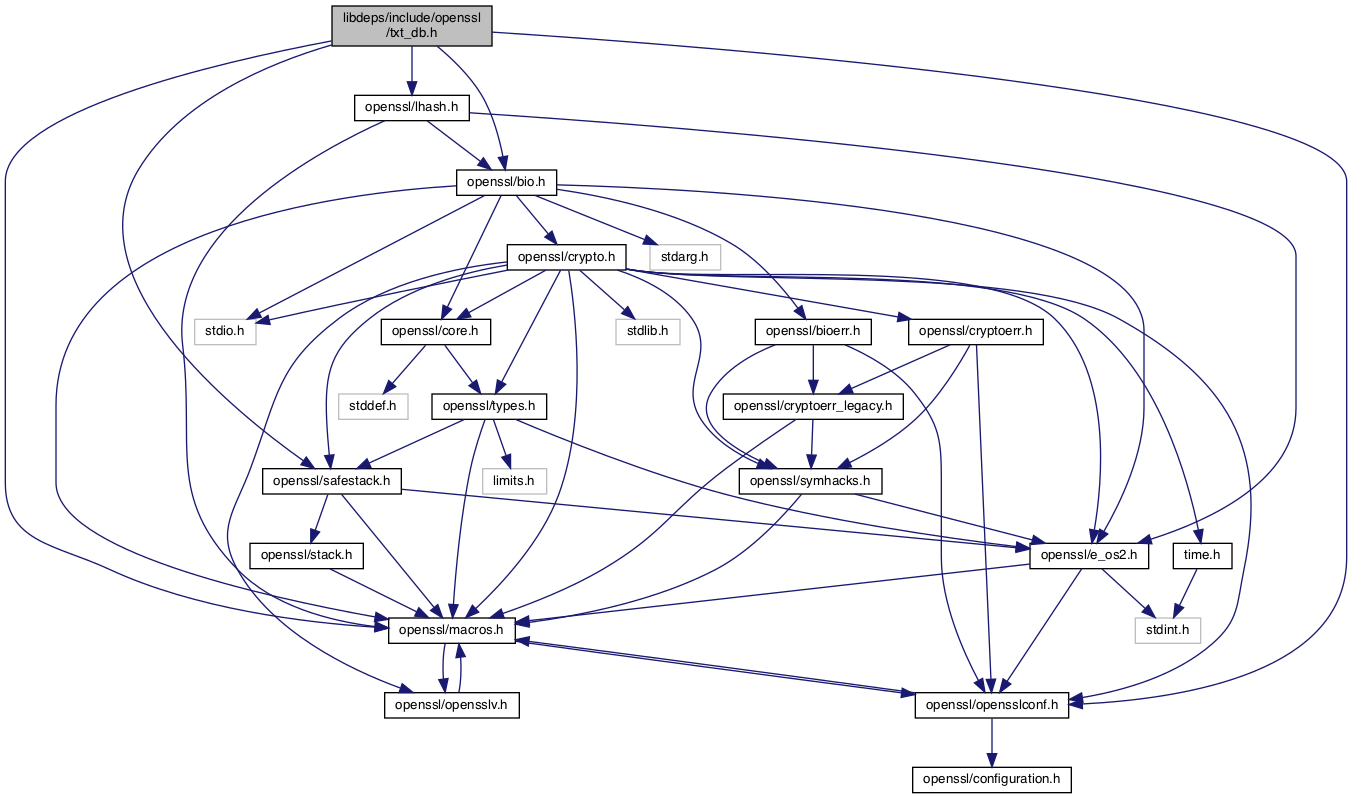 libdeps/include/openssl
/txt_db.h
openssl/lhash.h
openssl/bio.h
openssl/crypto.h
stdarg.h
stdio.h
openssl/core.h
stdlib.h
openssl/bioerr.h
openssl/cryptoerr.h
stddef.h
openssl/types.h
openssl/cryptoerr_legacy.h
openssl/safestack.h
limits.h
openssl/symhacks.h
openssl/stack.h
openssl/e_os2.h
time.h
openssl/macros.h
stdint.h
openssl/opensslv.h
openssl/opensslconf.h
openssl/configuration.h